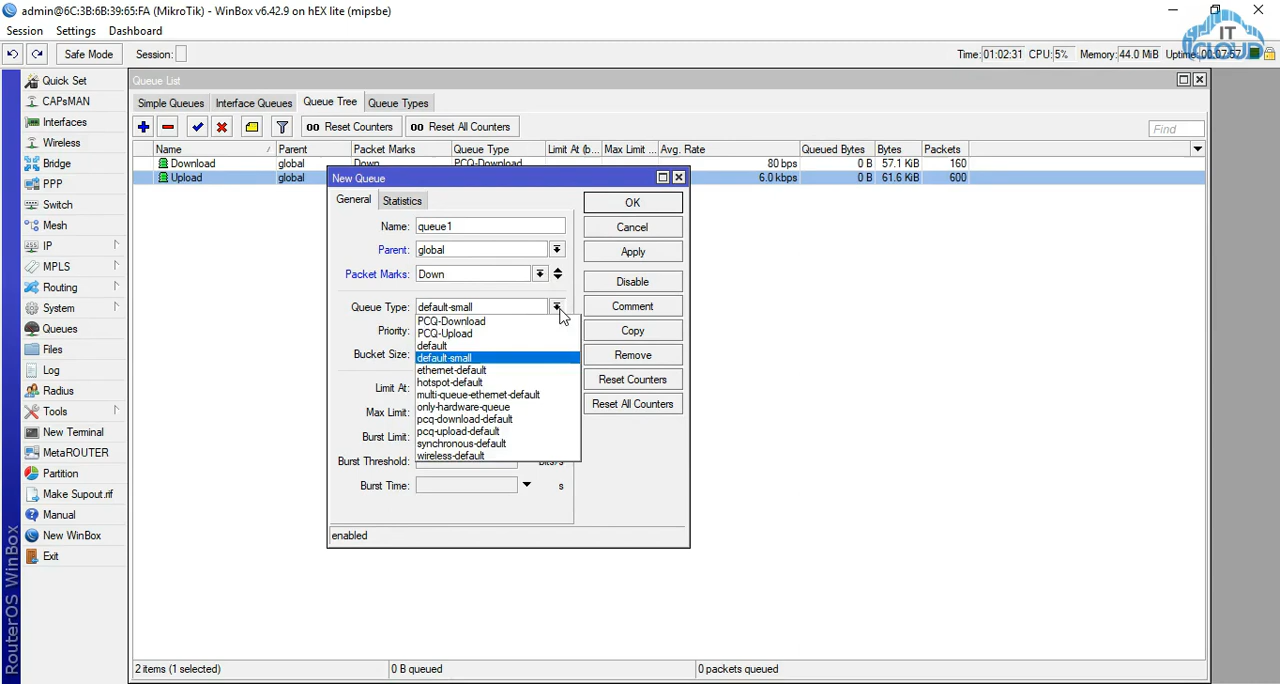 admin@6C:3B:6B:39:65:FA (MikroTik) - WinBox v6.42.9 on hEX lite (mipsbe)
Session Settings Dashboard
IT CLOUD
Safe Mode Session: Time: 01:02:31 CPU: 5% Memory: 44.0 MiB Uptime: 00:07:57
Quick Set
CAPsMAN
Interfaces
Wireless
Bridge
PPP
Switch
Mesh
IP
MPLS
Routing
System
Queues
Files
Log
Radius
Tools
New Terminal
MetaROUTER
Partition
Make Supout.rif
Manual
New WinBox
Exit
RouterOS WinBox
Queue List
Simple Queues Interface Queues Queue Tree Queue Types
00 Reset Counters 00 Reset All Counters Find
Name Parent Packet Marks Queue Type Limit At (b... Max Limit ... Avg. Rate Queued Bytes Bytes Packets
Download global Down PCQ-Download 80 bps 0 B 57.1 KiB 160
Upload global 6.0 kbps 0 B 61.6 KiB 600
New Queue
General Statistics
Name: queue1
Parent: global
Packet Marks: Down
Queue Type: default-small
PCQ-Download
PCQ-Upload
default
default-small
ethernet-default
hotspot-default
multi-queue-ethernet-default
only-hardware-queue
pcq-download-default
pcq-upload-default
synchronous-default
wireless-default
Priority:
Bucket Size:
Limit At:
Max Limit:
Burst Limit:
Burst Threshold: bits/s
Burst Time: s
OK
Cancel
Apply
Disable
Comment
Copy
Remove
Reset Counters
Reset All Counters
enabled
2 items (1 selected) 0 B queued 0 packets queued